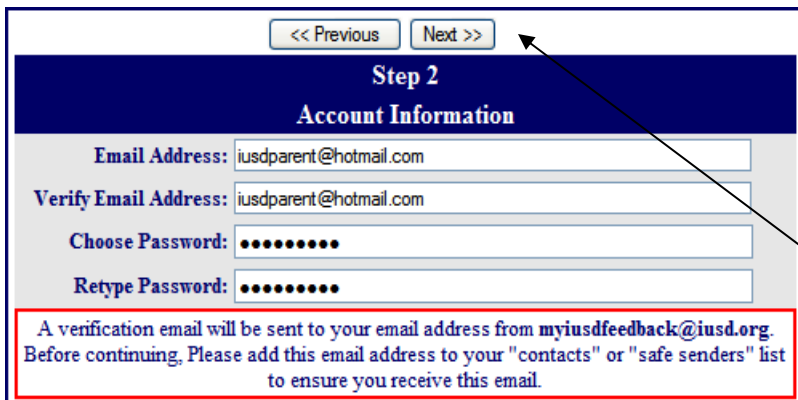 << Previous Next >>
Step 2
Account Information
Email Address: iusdparent@hotmail.com
Verify Email Address: iusdparent@hotmail.com
Choose Password: •••••••••
Retype Password: •••••••••
A verification email will be sent to your email address from myiusdfeedback@iusd.org.
Before continuing, Please add this email address to your "contacts" or "safe senders" list
to ensure you receive this email.